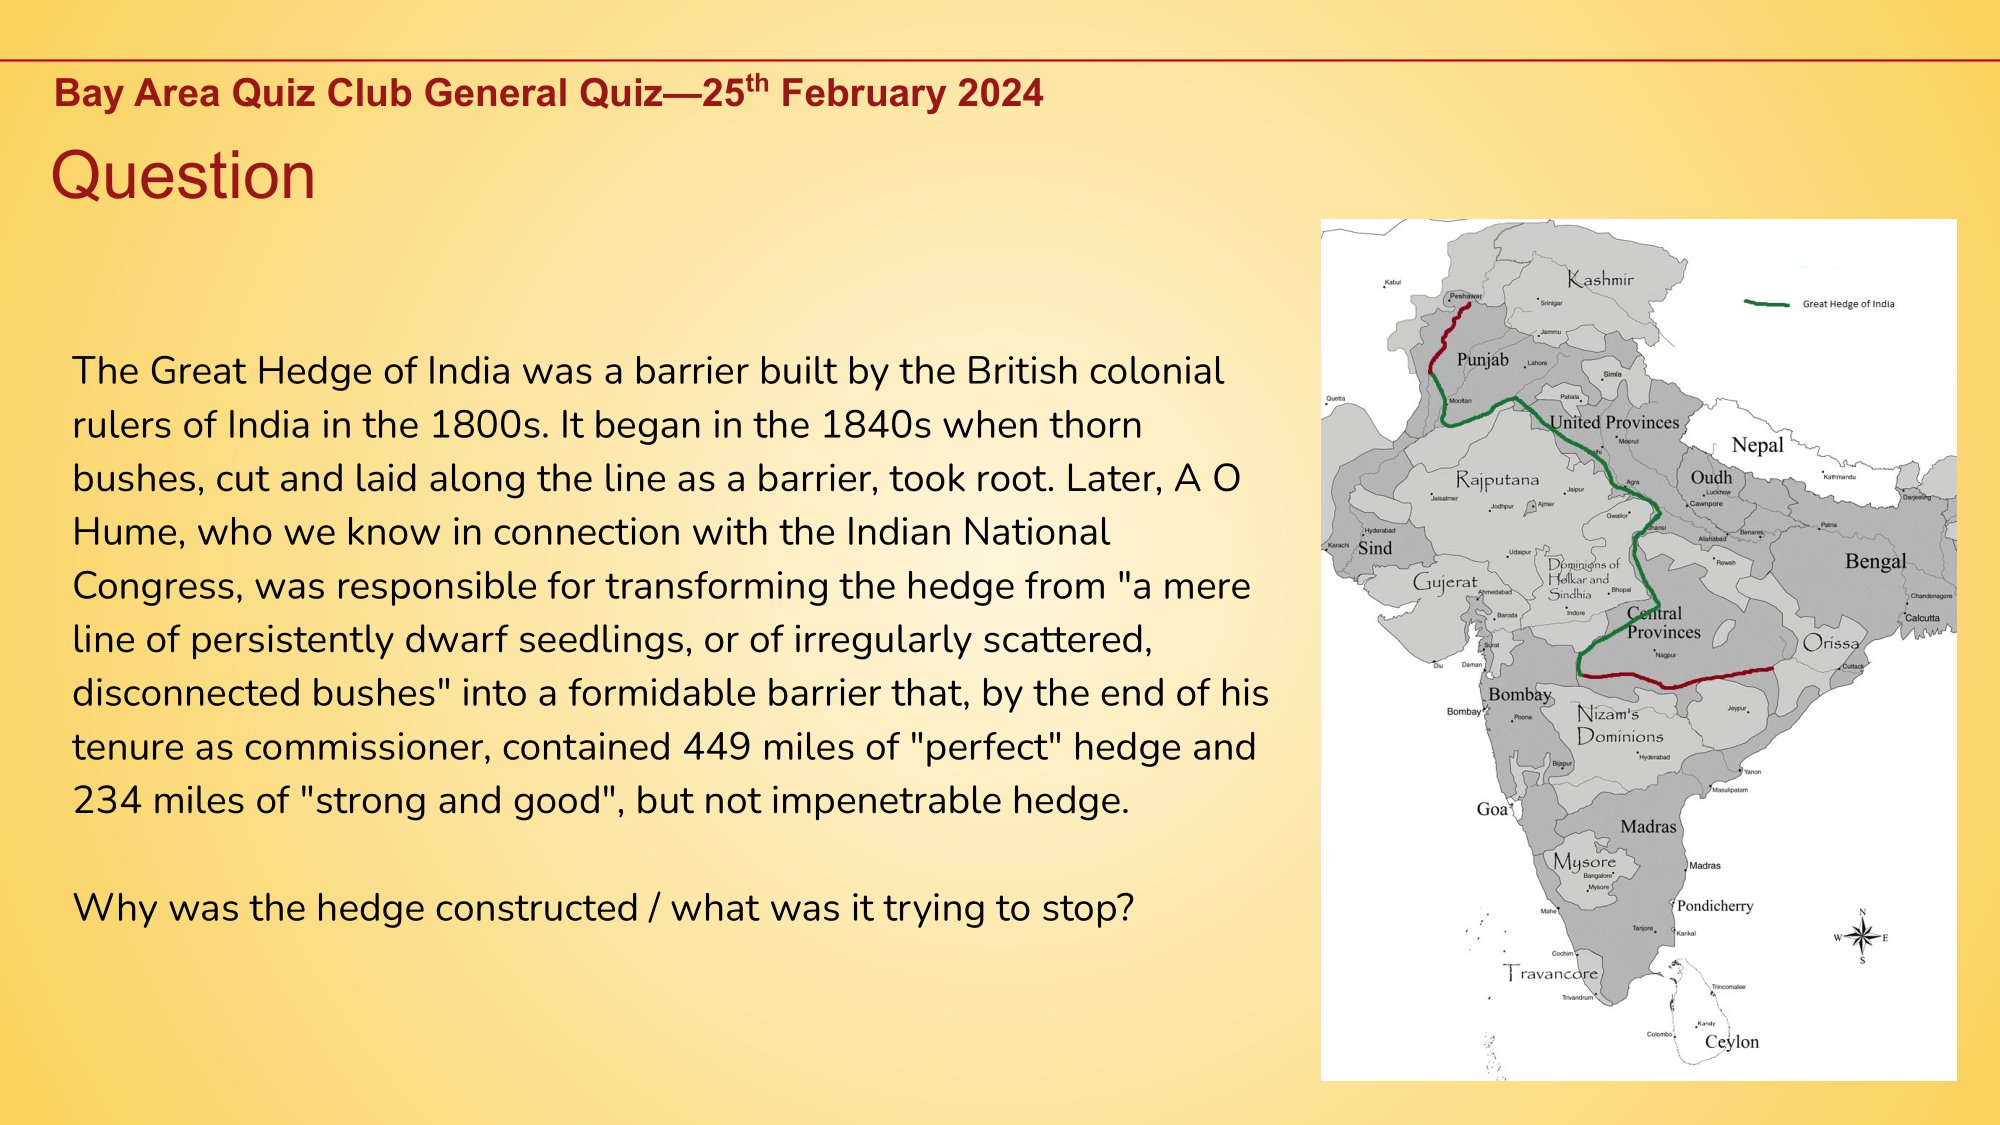 Bay Area Quiz Club General Quiz—25th February 2024
Question
The Great Hedge of India was a barrier built by the British colonial
rulers of India in the 1800s. It began in the 1840s when thorn
bushes, cut and laid along the line as a barrier, took root. Later, A O
Hume, who we know in connection with the Indian National
Congress, was responsible for transforming the hedge from "a mere
line of persistently dwarf seedlings, or of irregularly scattered,
disconnected bushes" into a formidable barrier that, by the end of his
tenure as commissioner, contained 449 miles of "perfect" hedge and
234 miles of "strong and good", but not impenetrable hedge.
Why was the hedge constructed / what was it trying to stop?
Great Hedge of India
Kashmir
Kabul
Peshawar
Srinigar
Jammu
Punjab
Lahore
Simla
Quetta
Mooltan
Patiala
United Provinces
Meerut
Nepal
Kathmandu
Rajputana
Oudh
Lucknow
Agra
Jaipur
Jaisalmer
Jodhpur
Ajmer
Cawnpore
Darjeeling
Gwalior
Patna
Hyderabad
Karachi
Sind
Allahabad
Benares
Udaipur
Rewah
Bengal
Dominions of
Holkar and
Sindhia
Gujerat
Ahmedabad
Bhopal
Indore
Baroda
Central
Provinces
Chandenagore
Calcutta
Orissa
Surat
Nagpur
Diu
Daman
Cuttack
Bombay
Bombay
Poona
Nizam's
Dominions
Jeypur
Hyderabad
Bijapur
Yanon
Masulipatam
Goa
Madras
Mysore
Bangalore
Mysore
Madras
Mahe
Pondicherry
Tanjore
Karikal
N
W
E
S
Cochim
Travancore
Trivandrum
Trincomalee
Kandy
Colombo
Ceylon